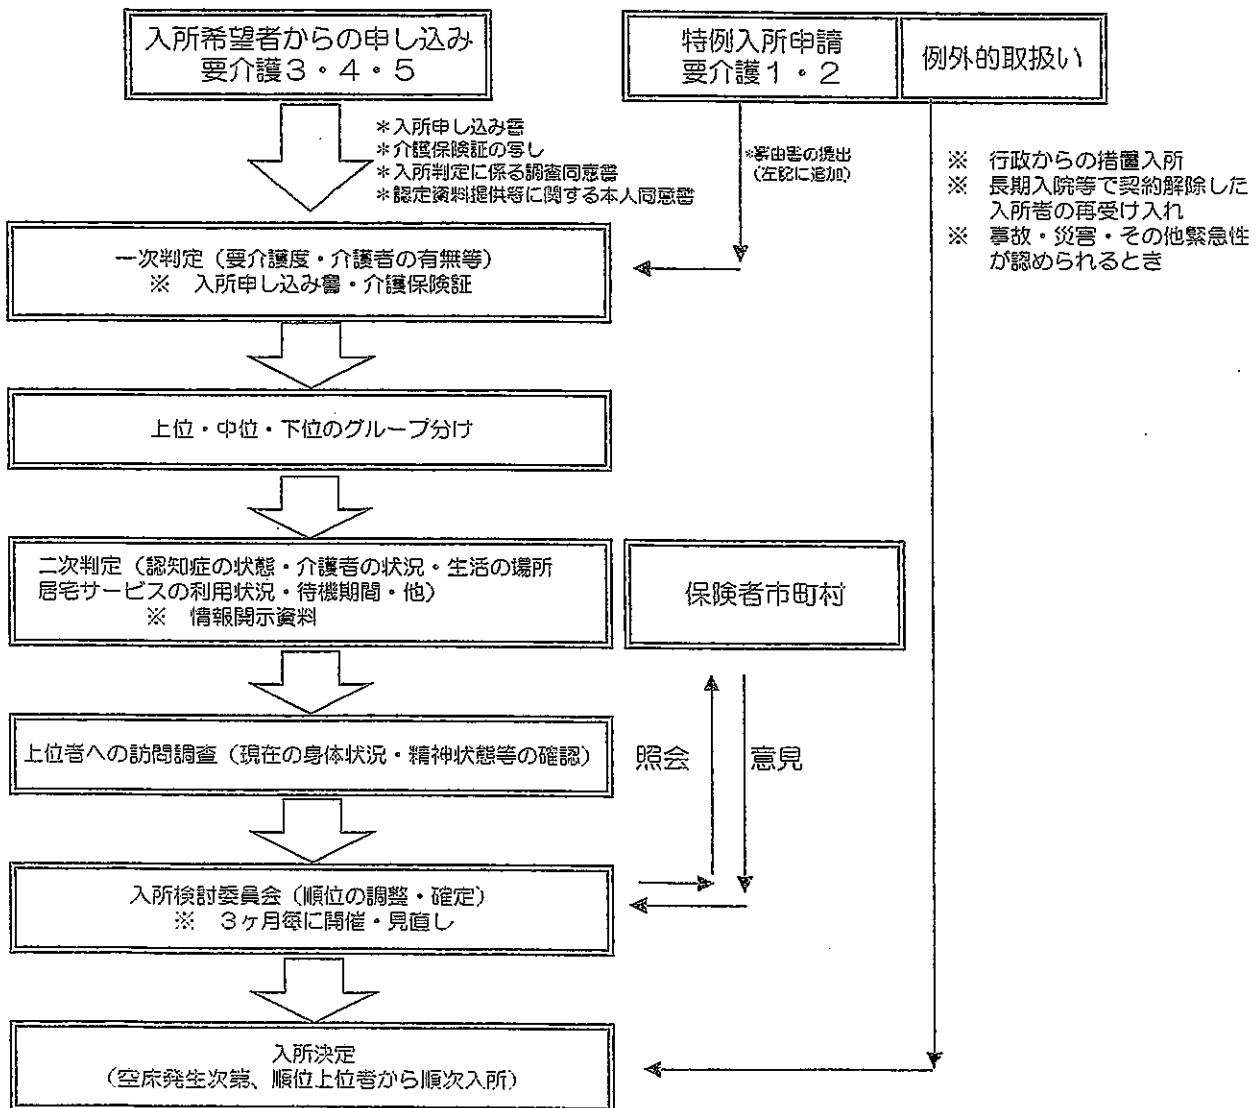 入所希望者からの申し込み
要介護３・４・５
特例入所申請
要介護１・２
例外的取扱い
＊入所申し込み書
＊介護保険証の写し
＊入所判定に係る調査同意書
＊認定資料提供等に関する本人同意書
＊事由書の提出
（左記に追加）
※　行政からの措置入所
※　長期入院等で契約解除した
入所者の再受け入れ
※　事故・災害・その他緊急性
が認められるとき
一次判定（要介護度・介護者の有無等）
※　入所申し込み書・介護保険証
上位・中位・下位のグループ分け
二次判定（認知症の状態・介護者の状況・生活の場所
居宅サービスの利用状況・待機期間・他）
※　情報開示資料
保険者市町村
上位者への訪問調査（現在の身体状況・精神状態等の確認）
照会
意見
入所検討委員会（順位の調整・確定）
※　３ヶ月毎に開催・見直し
入所決定
（空床発生次第、順位上位者から順次入所）